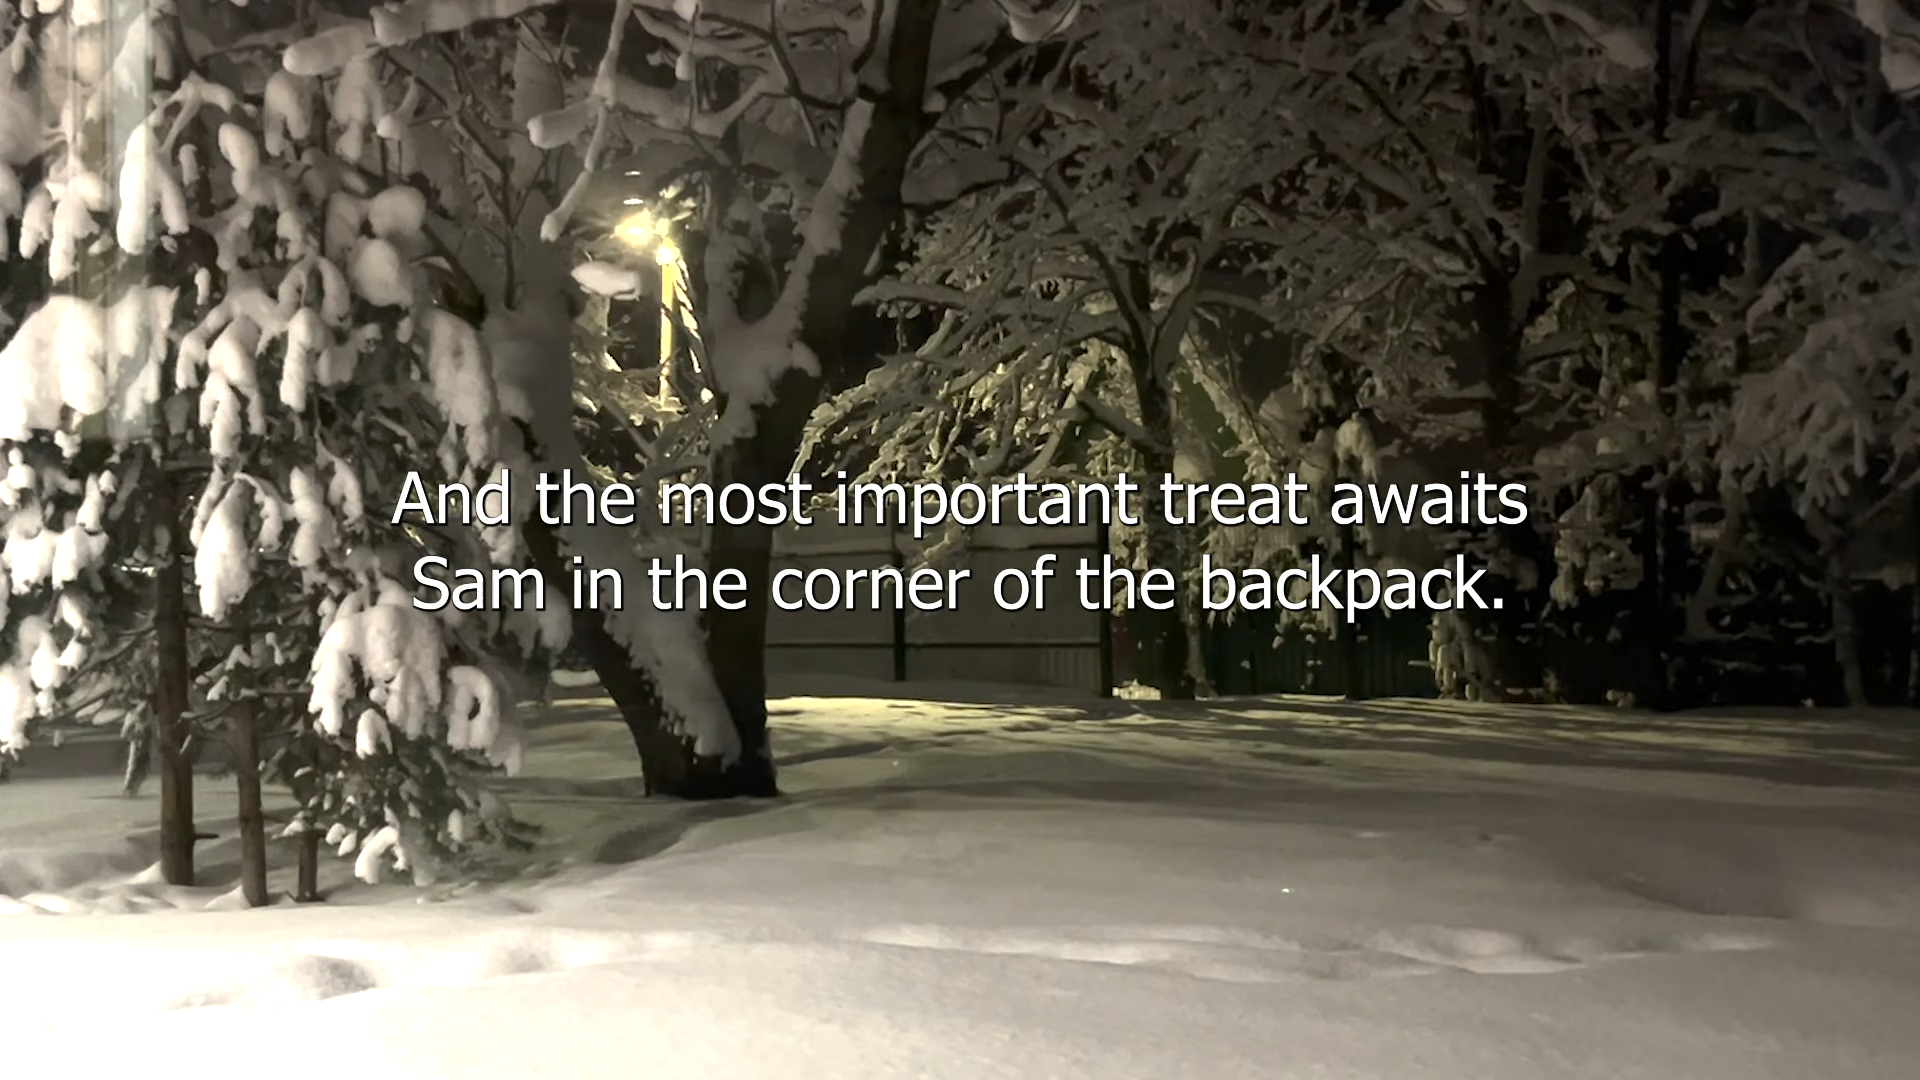 And the most important treat awaits
Sam in the corner of the backpack.